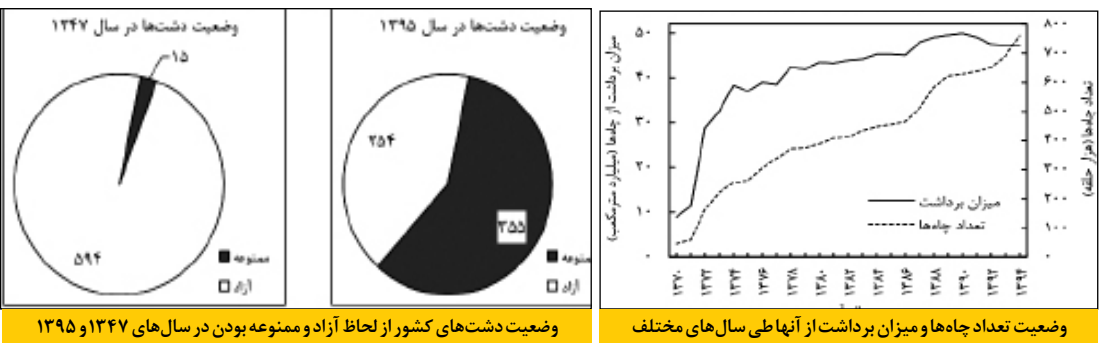 ۸۰۰
۷۰۰
۶۰۰
۵۰۰
۴۰۰
۳۰۰
۲۰۰
۱۰۰
۰
تعداد چاه‌ها (هزار حلقه)
۵۰
۴۰
۳۰
۲۰
۱۰
۰
میزان برداشت از چاه‌ها (میلیارد مترمکعب)
میزان برداشت
تعداد چاه‌ها
۱۳۷۰ ۱۳۷۲ ۱۳۷۴ ۱۳۷۶ ۱۳۷۸ ۱۳۸۰ ۱۳۸۲ ۱۳۸۴ ۱۳۸۶ ۱۳۸۸ ۱۳۹۰ ۱۳۹۲ ۱۳۹۴
وضعیت تعداد چاه‌ها و میزان برداشت از آنها طی سال‌های مختلف
وضعیت دشت‌ها در سال ۱۳۹۵
۲۵۴
۳۵۵
ممنوعه
آزاد
وضعیت دشت‌ها در سال ۱۳۴۷
۱۵
۵۹۴
ممنوعه
آزاد
وضعیت دشت‌های کشور از لحاظ آزاد و ممنوعه بودن در سال‌های ۱۳۴۷ و ۱۳۹۵